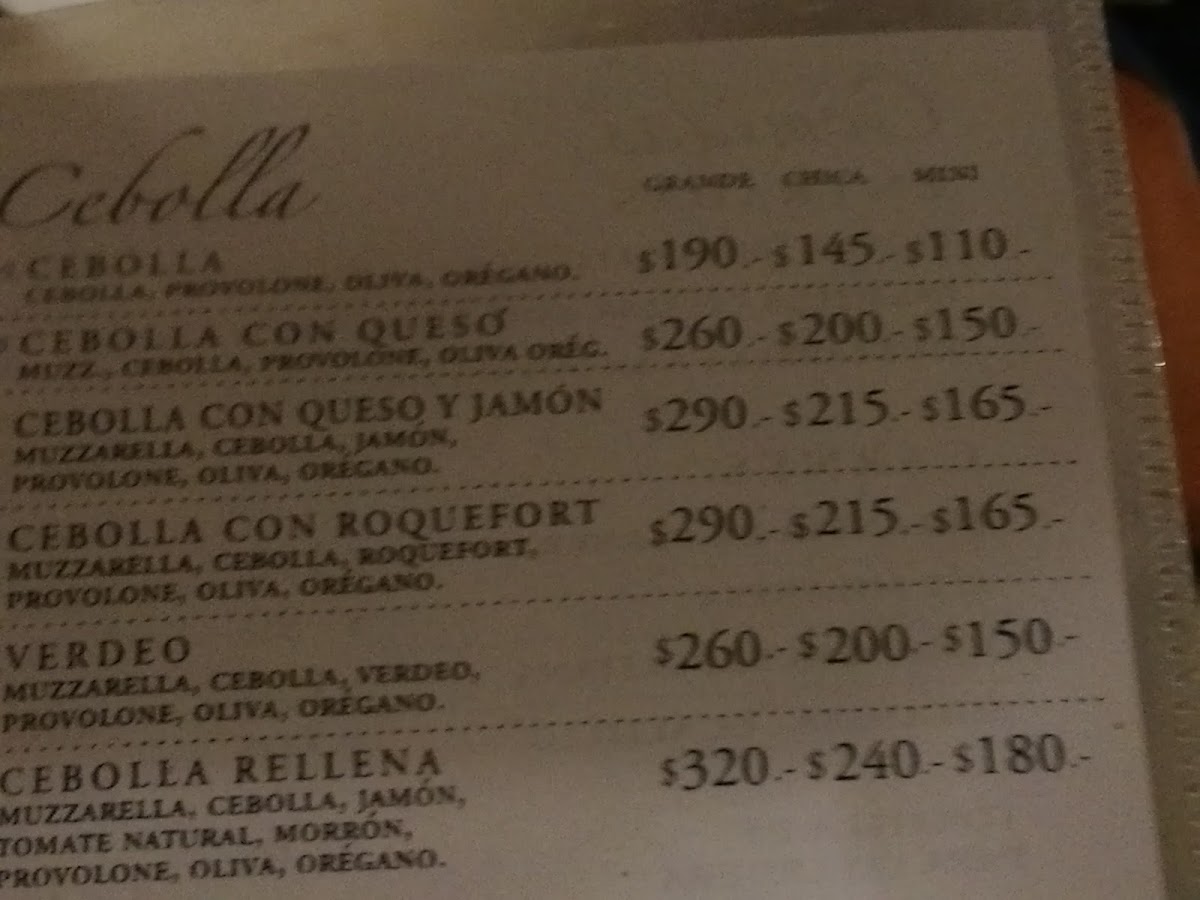 Cebolla
GRANDE CHICA MINI
CEBOLLA $190.- $145.- $110.-
CEBOLLA, PROVOLONE, OLIVA, ORÉGANO.
CEBOLLA CON QUESO $260.- $200.- $150.-
MUZZ., CEBOLLA, PROVOLONE, OLIVA ORÉG.
CEBOLLA CON QUESO Y JAMÓN $290.- $215.- $165.-
MUZZARELLA, CEBOLLA, JAMÓN,
PROVOLONE, OLIVA, ORÉGANO.
CEBOLLA CON ROQUEFORT $290.- $215.- $165.-
MUZZARELLA, CEBOLLA, ROQUEFORT,
PROVOLONE, OLIVA, ORÉGANO.
VERDEO $260.- $200.- $150.-
MUZZARELLA, CEBOLLA, VERDEO,
PROVOLONE, OLIVA, ORÉGANO.
CEBOLLA RELLENA $320.- $240.- $180.-
MUZZARELLA, CEBOLLA, JAMÓN,
TOMATE NATURAL, MORRÓN,
PROVOLONE, OLIVA, ORÉGANO.